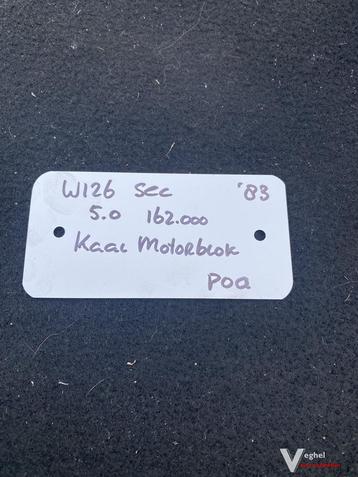 W126 SEC '83
5.0 162.000
Kaal Motorblok
POA
Veghel